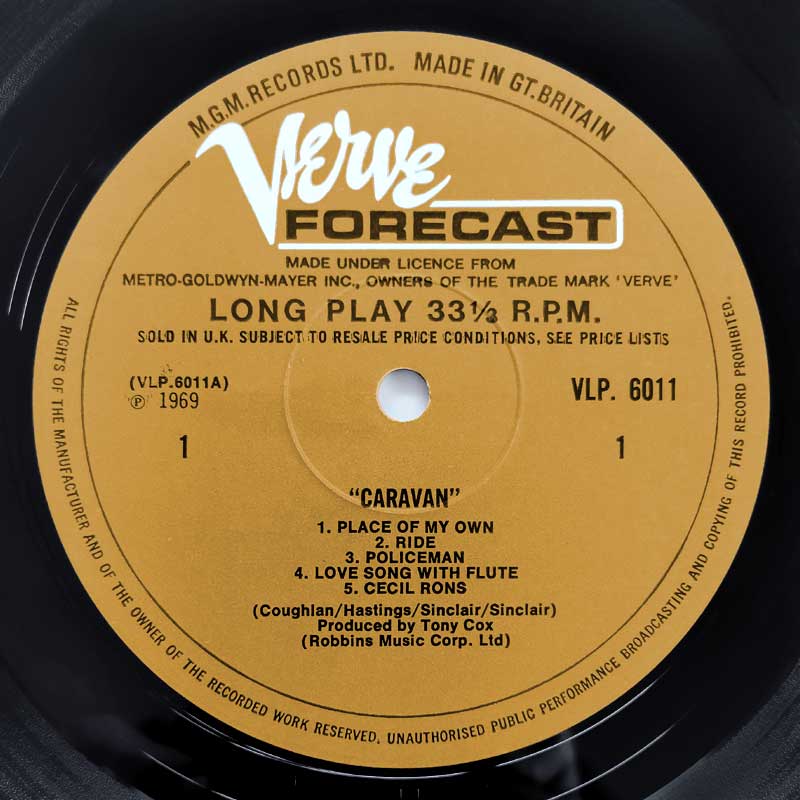 M.G.M. RECORDS LTD. MADE IN GT. BRITAIN
Verve
FORECAST
MADE UNDER LICENCE FROM
METRO-GOLDWYN-MAYER INC., OWNERS OF THE TRADE MARK 'VERVE'
LONG PLAY 33⅓ R.P.M.
SOLD IN U.K. SUBJECT TO RESALE PRICE CONDITIONS, SEE PRICE LISTS
(VLP.6011A)
℗ 1969
VLP. 6011
1
1
"CARAVAN"
1. PLACE OF MY OWN
2. RIDE
3. POLICEMAN
4. LOVE SONG WITH FLUTE
5. CECIL RONS
(Coughlan/Hastings/Sinclair/Sinclair)
Produced by Tony Cox
(Robbins Music Corp. Ltd)
ALL RIGHTS OF THE MANUFACTURER AND OF THE OWNER OF THE RECORDED WORK RESERVED. UNAUTHORISED PUBLIC PERFORMANCE BROADCASTING AND COPYING OF THIS RECORD PROHIBITED.